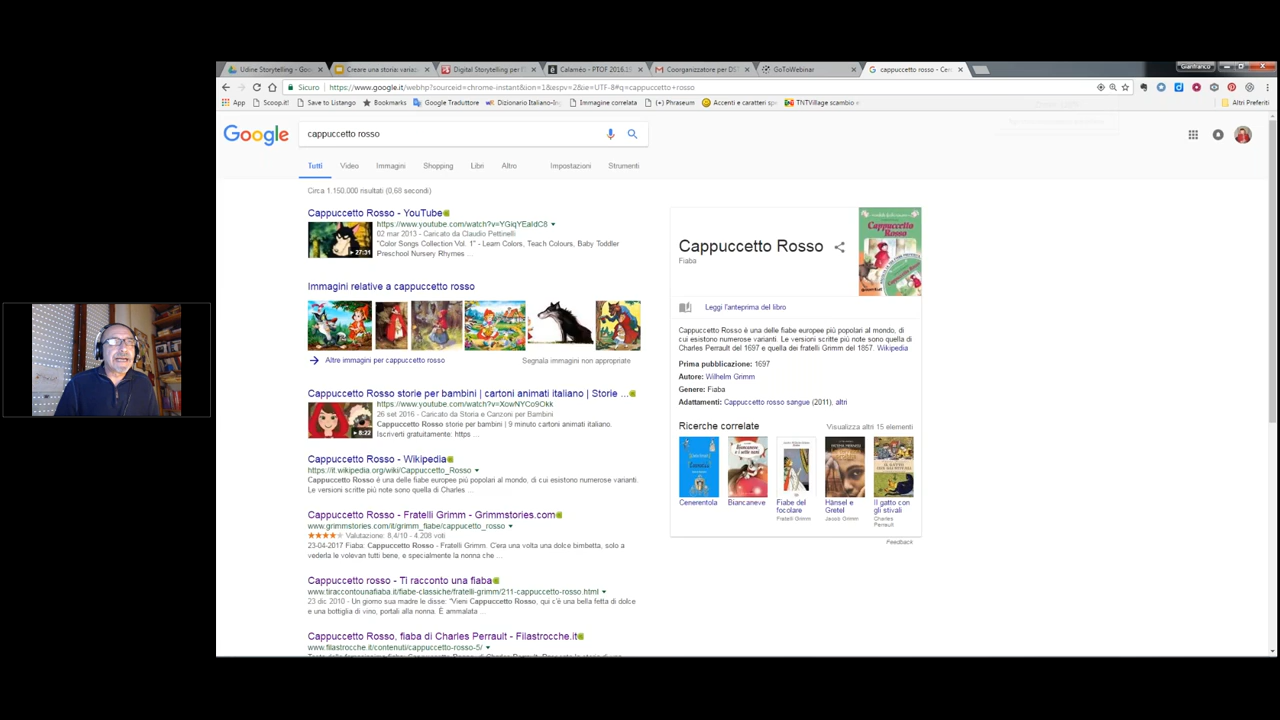 Udine Storytelling - Goo
Creare una storia: varia
Digital Storytelling per l'
Calaméo - PTOF 2016.19
Coorganizzatore per DST
GoToWebinar
cappuccetto rosso - Cer
Gianfranco
Sicuro
https://www.google.it/webhp?sourceid=chrome-instant&ion=1&espv=2&ie=UTF-8#q=cappuccetto+rosso
App
Scoop.it!
Save to Listango
Bookmarks
Google Traduttore
Dizionario Italiano-Ing
Immagine correlata
(+) Phraseum
Accenti e caratteri spe
TNTVillage scambio e
Altri Preferiti
Google
cappuccetto rosso
Tutti
Video
Immagini
Shopping
Libri
Altro
Impostazioni
Strumenti
Circa 1.150.000 risultati (0,68 secondi)
Cappuccetto Rosso - YouTube
https://www.youtube.com/watch?v=YGiqYEaIdC8
27:31
02 mar 2013 - Caricato da Claudio Pettinelli
"Color Songs Collection Vol. 1" - Learn Colors, Teach Colours, Baby Toddler
Preschool Nursery Rhymes ...
Immagini relative a cappuccetto rosso
Altre immagini per cappuccetto rosso
Segnala immagini non appropriate
Cappuccetto Rosso storie per bambini | cartoni animati italiano | Storie ...
https://www.youtube.com/watch?v=XowNYCo9Okk
8:22
26 set 2016 - Caricato da Storia e Canzoni per Bambini
Cappuccetto Rosso storie per bambini | 9 minuto cartoni animati italiano.
Iscriverti gratuitamente: https ...
Cappuccetto Rosso - Wikipedia
https://it.wikipedia.org/wiki/Cappuccetto_Rosso
Cappuccetto Rosso è una delle fiabe europee più popolari al mondo, di cui esistono numerose varianti.
Le versioni scritte più note sono quella di Charles ...
Cappuccetto Rosso - Fratelli Grimm - Grimmstories.com
www.grimmstories.com/it/grimm_fiabe/cappucetto_rosso
Valutazione: 8,4/10 - 4.208 voti
23-04-2017 Fiaba: Cappuccetto Rosso - Fratelli Grimm. C'era una volta una dolce bimbetta, solo a
vederla le volevan tutti bene, e specialmente la nonna che ...
Cappuccetto rosso - Ti racconto una fiaba
www.tiraccontounafiaba.it/fiabe-classiche/fratelli-grimm/211-cappuccetto-rosso.html
23 dic 2010 - Un giorno sua madre le disse: "Vieni Cappuccetto Rosso, qui c'è una bella fetta di dolce
e una bottiglia di vino, portali alla nonna. È ammalata ...
Cappuccetto Rosso, fiaba di Charles Perrault - Filastrocche.it
www.filastrocche.it/contenuti/cappuccetto-rosso-5/
Cappuccetto Rosso
Fiaba
Cappuccetto
Rosso
Leggi l'anteprima del libro
Cappuccetto Rosso è una delle fiabe europee più popolari al mondo, di
cui esistono numerose varianti. Le versioni scritte più note sono quella di
Charles Perrault del 1697 e quella dei fratelli Grimm del 1857. Wikipedia
Prima pubblicazione: 1697
Autore: Wilhelm Grimm
Genere: Fiaba
Adattamenti: Cappuccetto rosso sangue (2011), altri
Ricerche correlate
Visualizza altri 15 elementi
Cenerentola
Biancaneve
Fiabe del
focolare
Fratelli Grimm
Hänsel e
Gretel
Jacob Grimm
Il gatto con
gli stivali
Charles
Perrault
Feedback